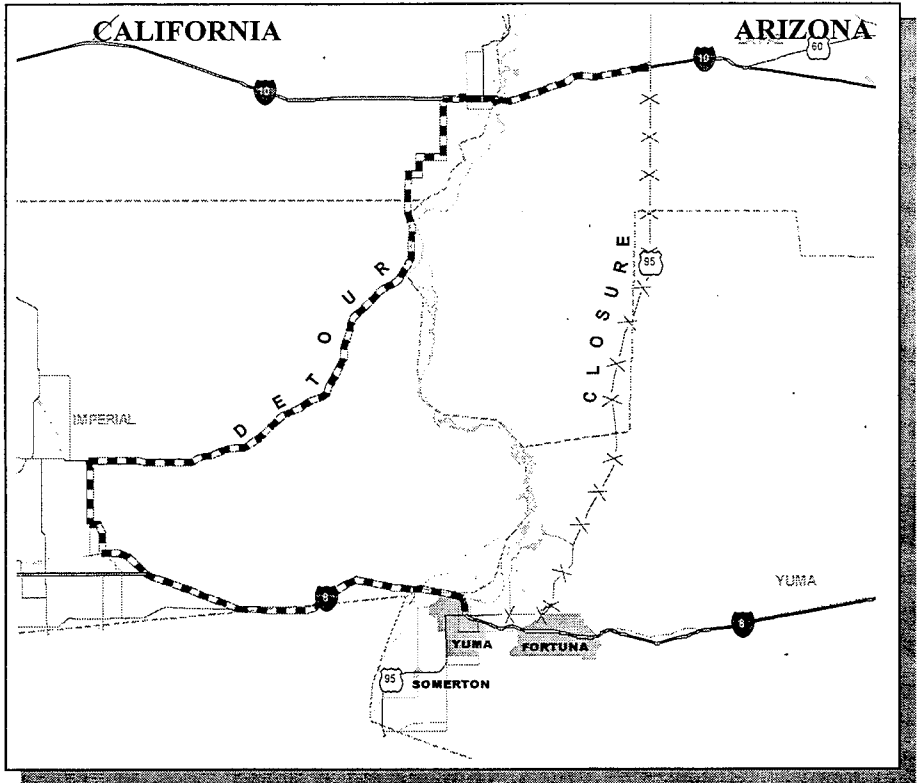 CALIFORNIA
ARIZONA
60
10
10
CLOSURE
95
DETOUR
IMPERIAL
YUMA
8
8
YUMA
FORTUNA
95
SOMERTON